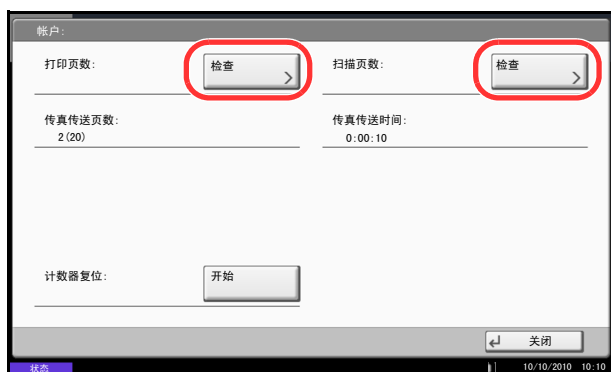 帐户:
打印页数: 检查 扫描页数: 检查
传真传送页数: 传真传送时间:
2(20) 0:00:10
计数器复位: 开始
关闭
状态 10/10/2010 10:10